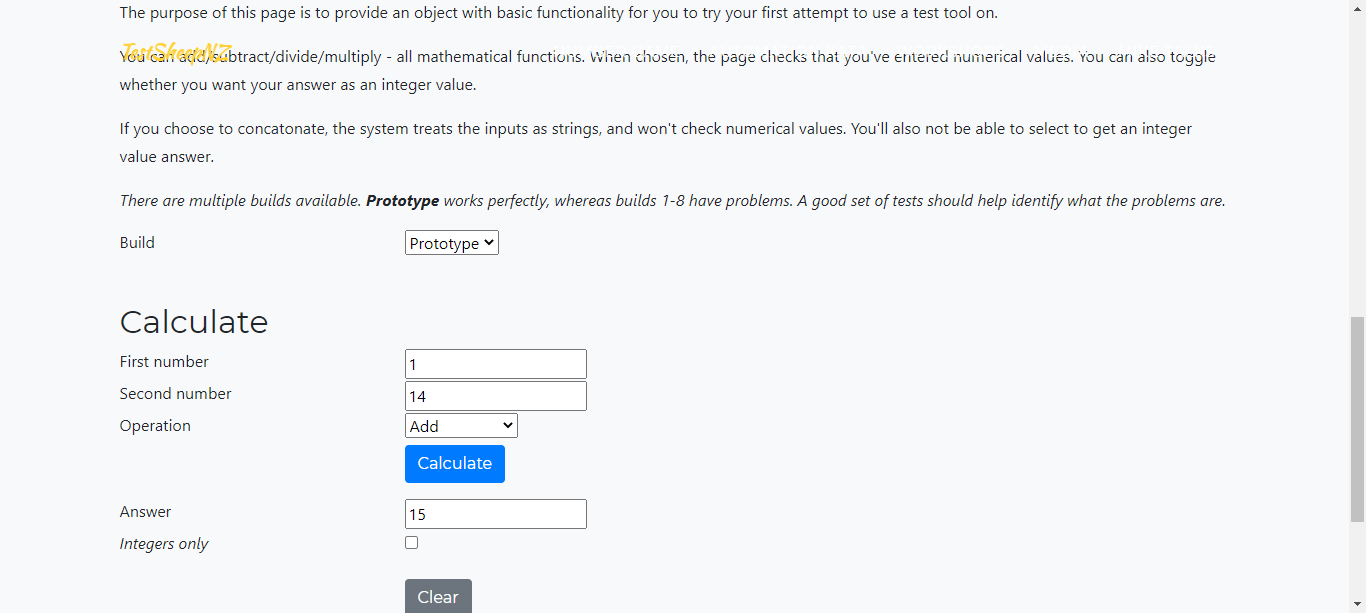 The purpose of this page is to provide an object with basic functionality for you to try your first attempt to use a test tool on.
TestSheepNZ
You can add/subtract/divide/multiply - all mathematical functions. When chosen, the page checks that you've entered numerical values. You can also toggle
whether you want your answer as an integer value.
If you choose to concatonate, the system treats the inputs as strings, and won't check numerical values. You'll also not be able to select to get an integer
value answer.
There are multiple builds available. Prototype works perfectly, whereas builds 1-8 have problems. A good set of tests should help identify what the problems are.
Build Prototype
Calculate
First number 1
Second number 14
Operation Add
Calculate
Answer 15
Integers only
Clear